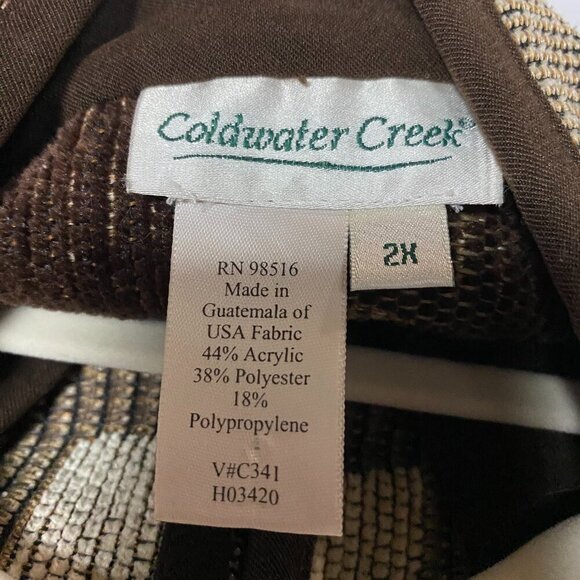 Coldwater Creek®
2X
RN 98516
Made in
Guatemala of
USA Fabric
44% Acrylic
38% Polyester
18%
Polypropylene
V#C341
H03420